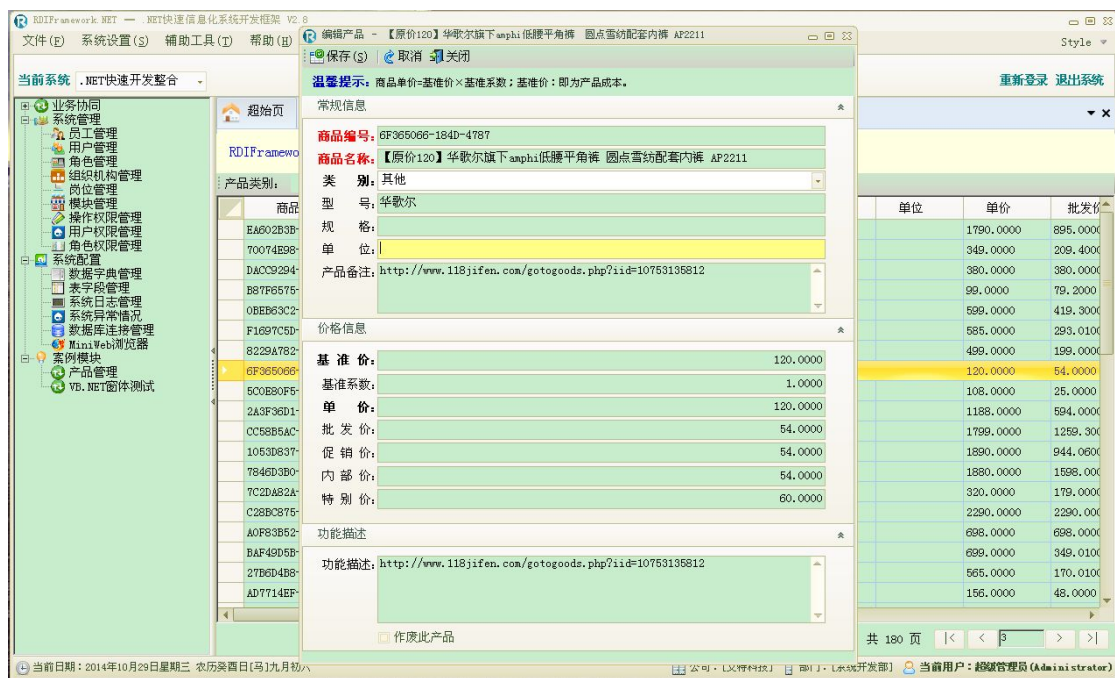 RDIFramework.NET — .NET快速信息化系统开发框架 V2.8
文件(F) 系统设置(S) 辅助工具(T) 帮助(H)
Style
当前系统 .NET快速开发整合
重新登录 退出系统
业务协同
系统管理
员工管理
用户管理
角色管理
组织机构管理
岗位管理
模块管理
操作权限管理
用户权限管理
角色权限管理
系统配置
数据字典管理
表字段管理
系统日志管理
系统异常情况
数据库连接管理
MiniWeb浏览器
案例模块
产品管理
VB.NET窗体测试
超始页
RDIFramewo
产品类别:
商品
单位 单价 批发价
EA602B3B- 1790.0000 895.0000
70074E98- 349.0000 209.400
DACC9294- 380.0000 380.000
B87F6575- 99.0000 79.2000
0BEB63C2- 599.0000 419.300
F1697C5D- 585.0000 293.010
8229A782- 499.0000 199.000
6F365066- 120.0000 54.0000
5C0E80F5- 108.0000 25.0000
2A3F36D1- 1188.0000 594.000
CC58B5AC- 1799.0000 1259.30
1053D837- 1890.0000 944.060
7846D3B0- 1880.0000 1598.00
7C2DA82A- 320.0000 179.000
C28BC875- 2290.0000 2290.00
A0F83B52- 698.0000 698.000
BAF49D5B- 699.0000 349.010
27B6D4B8- 565.0000 170.010
AD7714EF- 156.0000 48.0000
共 180 页 3
编辑产品 - 【原价120】华歌尔旗下amphi低腰平角裤 圆点雪纺配套内裤 AP2211
保存(S) 取消 关闭
温馨提示: 商品单价=基准价×基准系数;基准价:即为产品成本。
常规信息
商品编号: 6F365066-184D-4787
商品名称: 【原价120】华歌尔旗下amphi低腰平角裤 圆点雪纺配套内裤 AP2211
类 别: 其他
型 号: 华歌尔
规 格:
单 位:
产品备注: http://www.118jifen.com/gotogoods.php?iid=10753135812
价格信息
基 准 价: 120.0000
基准系数: 1.0000
单 价: 120.0000
批 发 价: 54.0000
促 销 价: 54.0000
内 部 价: 54.0000
特 别 价: 60.0000
功能描述
功能描述: http://www.118jifen.com/gotogoods.php?iid=10753135812
作废此产品
当前日期:2014年10月29日星期三 农历癸酉日[马]九月初六 当前用户:超级管理员(Administrator)